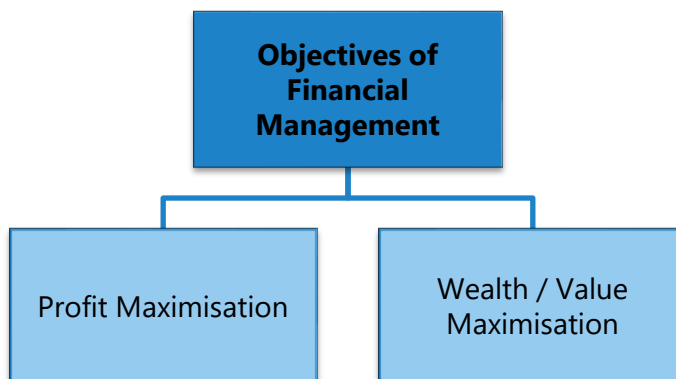 Objectives of
Financial
Management
Profit Maximisation
Wealth / Value
Maximisation